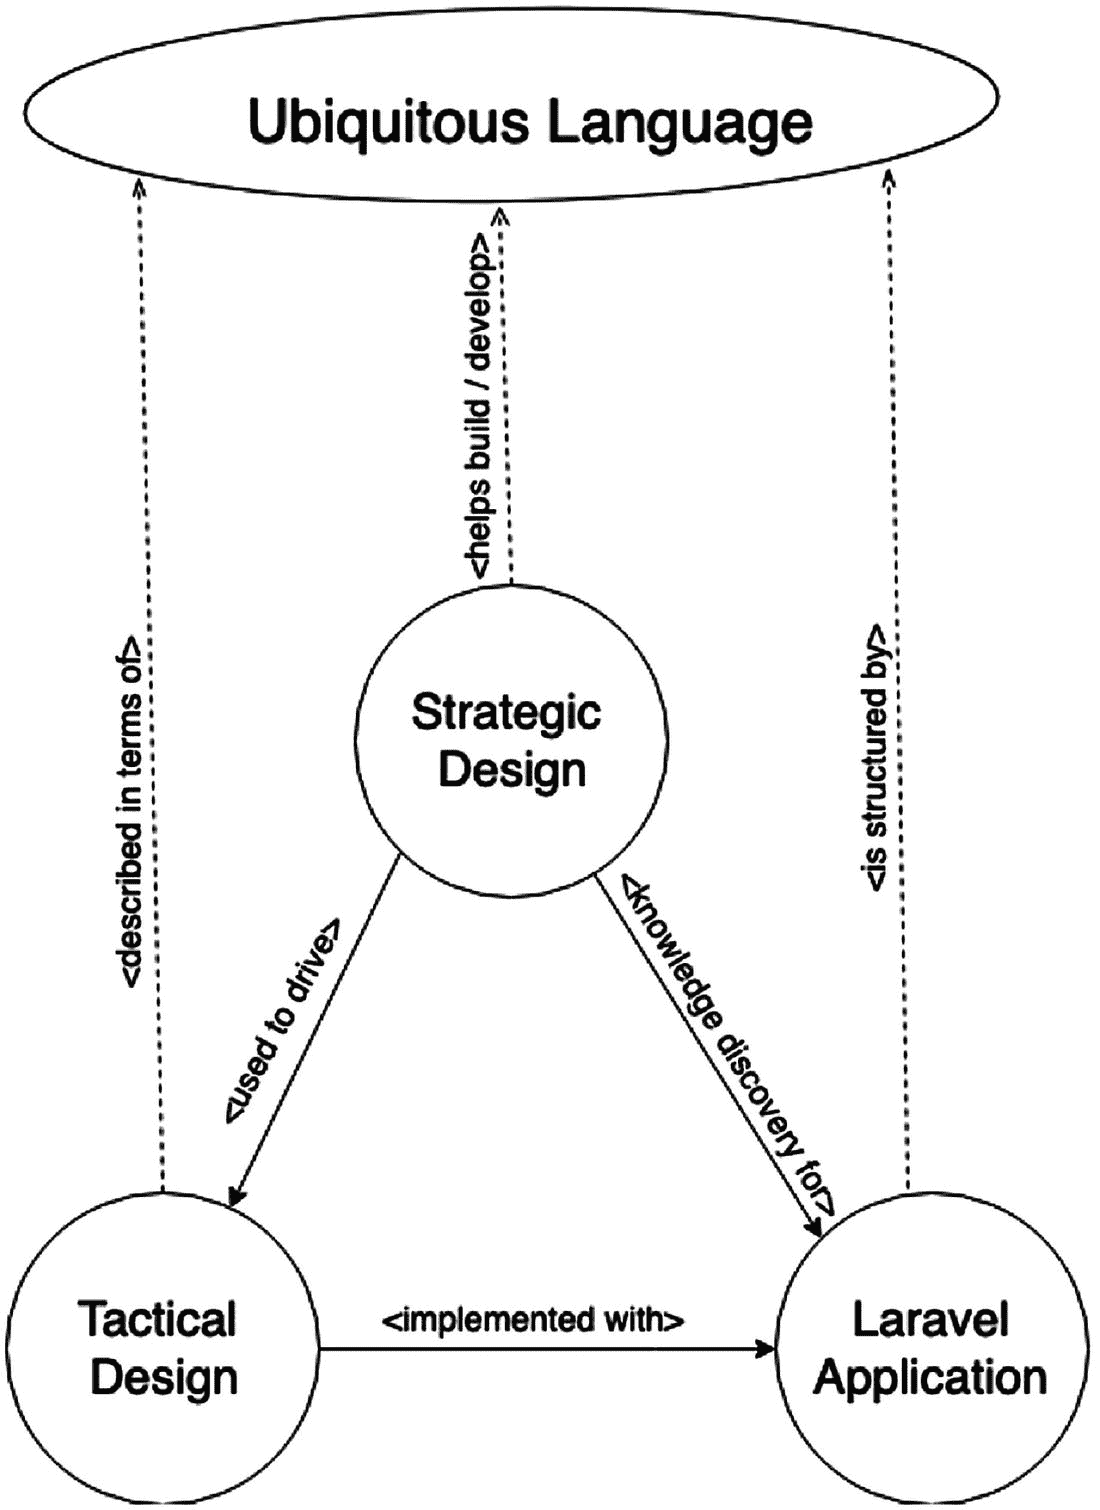 Ubiquitous Language
<helps build / develop>
<described in terms of>
<is structured by>
Strategic
Design
<used to drive>
<knowledge discovery for>
<implemented with>
Tactical
Design
Laravel
Application